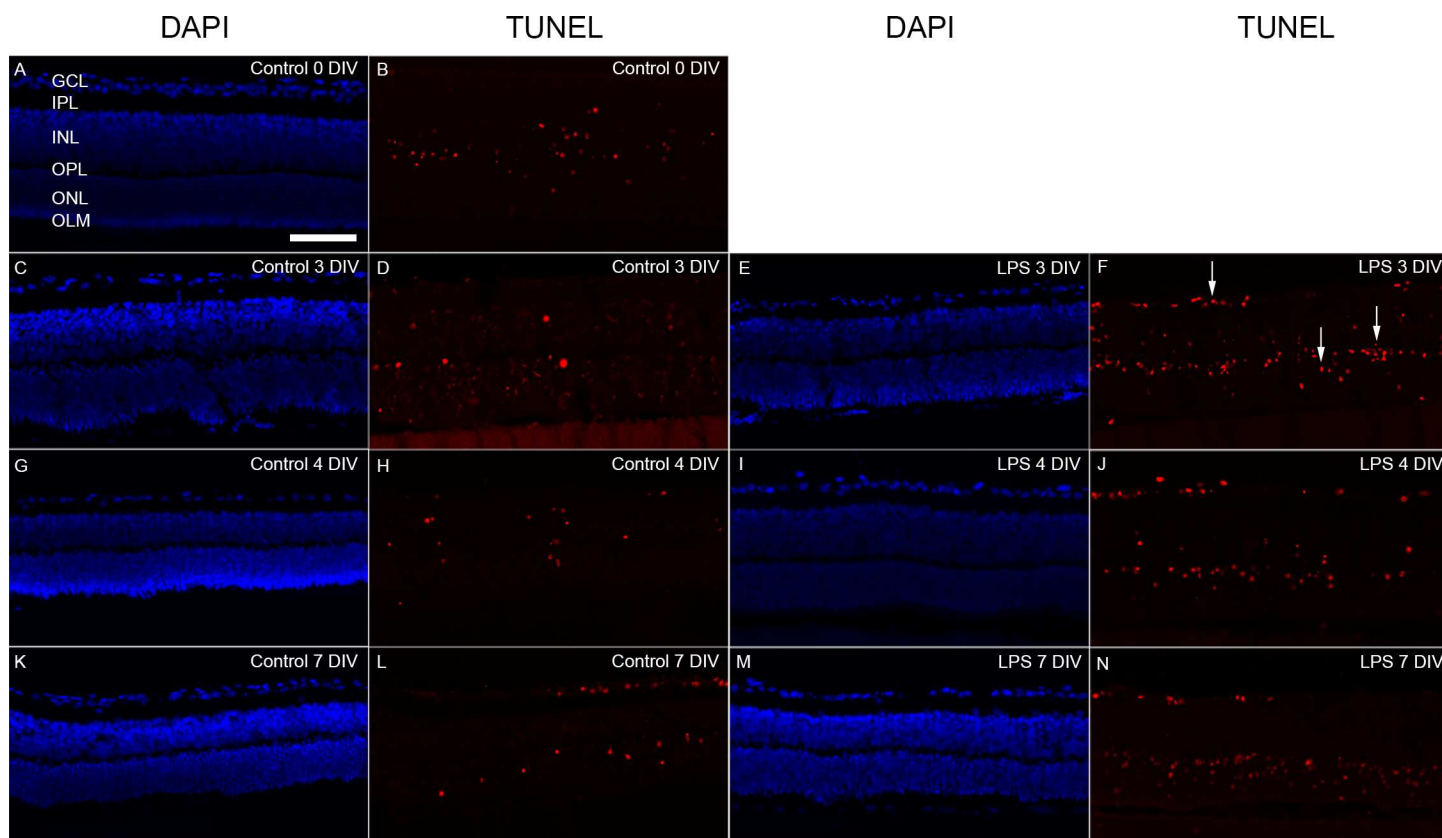 DAPI TUNEL DAPI TUNEL
A Control 0 DIV B Control 0 DIV
GCL
IPL
INL
OPL
ONL
OLM
C Control 3 DIV D Control 3 DIV E LPS 3 DIV F LPS 3 DIV
G Control 4 DIV H Control 4 DIV I LPS 4 DIV J LPS 4 DIV
K Control 7 DIV L Control 7 DIV M LPS 7 DIV N LPS 7 DIV